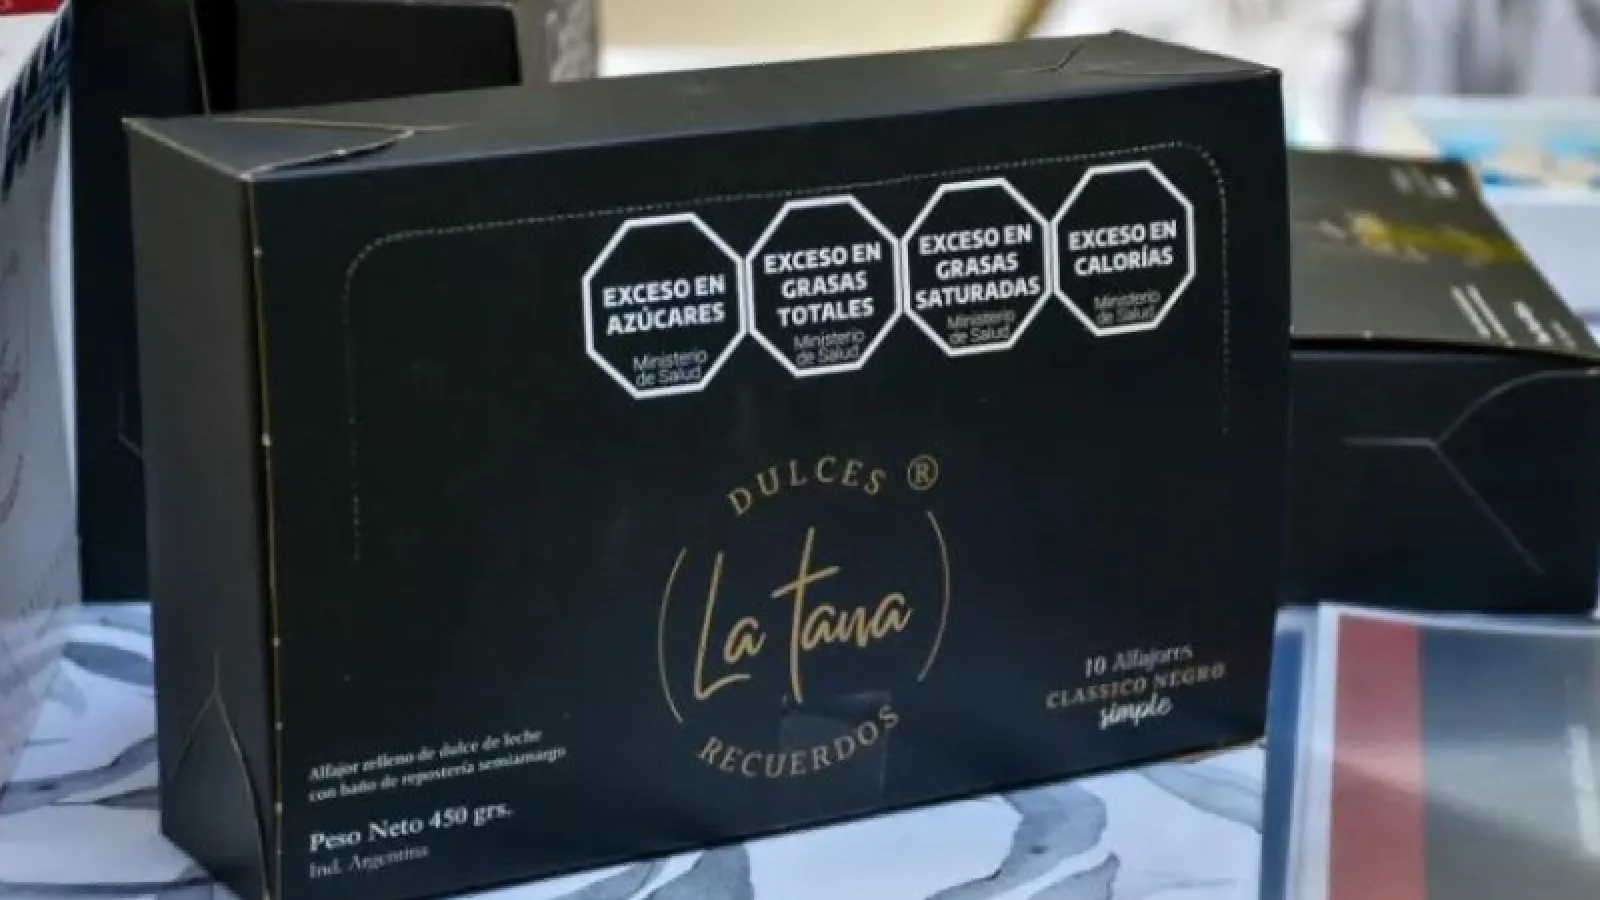 EXCESO EN
AZÚCARES
Ministerio
de Salud
EXCESO EN
GRASAS
TOTALES
Ministerio
de Salud
EXCESO EN
GRASAS
SATURADAS
Ministerio
de Salud
EXCESO EN
CALORÍAS
Ministerio
de Salud
DULCES ®
La Tana
RECUERDOS
10 Alfajores
CLASSICO NEGRO
simple
Alfajor relleno de dulce de leche
con baño de repostería semiamargo
Peso Neto 450 grs.
Ind. Argentina